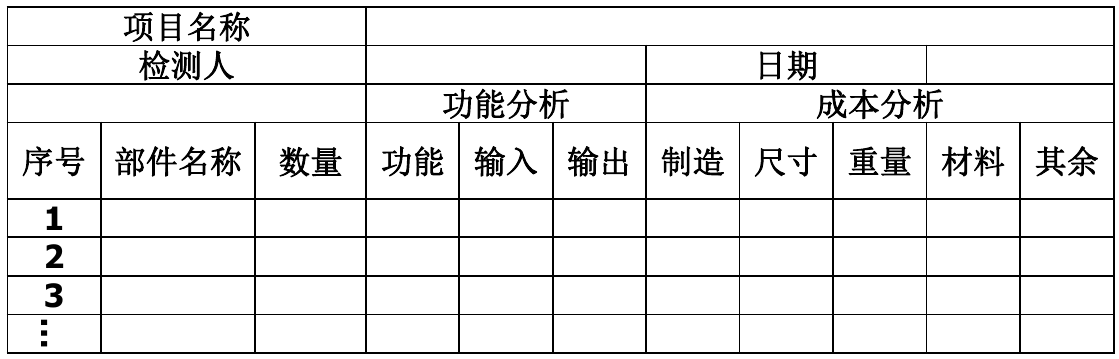 项目名称
检测人 日期
功能分析 成本分析
序号 部件名称 数量 功能 输入 输出 制造 尺寸 重量 材料 其余
1
2
3
⋮